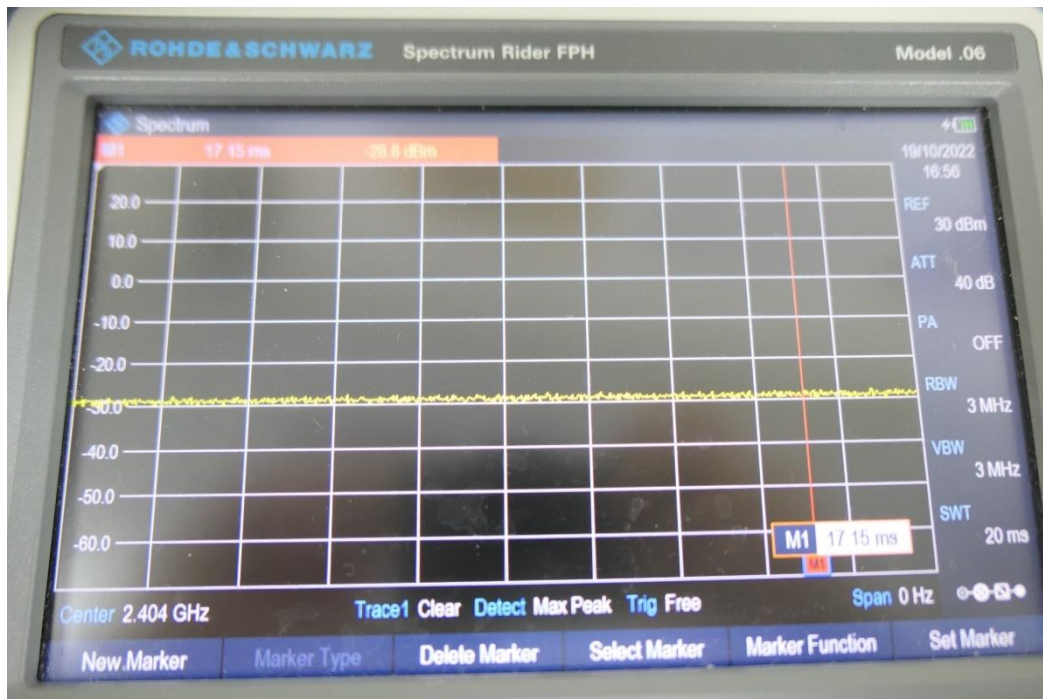 ROHDE&SCHWARZ Spectrum Rider FPH Model .06
Spectrum
M1 17.15 ms -28.8 dBm
19/10/2022
16:56
20.0
10.0
0.0
-10.0
-20.0
-30.0
-40.0
-50.0
-60.0
REF
30 dBm
ATT
40 dB
PA
OFF
RBW
3 MHz
VBW
3 MHz
SWT
20 ms
M1 17.15 ms
M1
Center 2.404 GHz Trace1 Clear Detect Max Peak Trig Free Span 0 Hz
New Marker Marker Type Delete Marker Select Marker Marker Function Set Marker